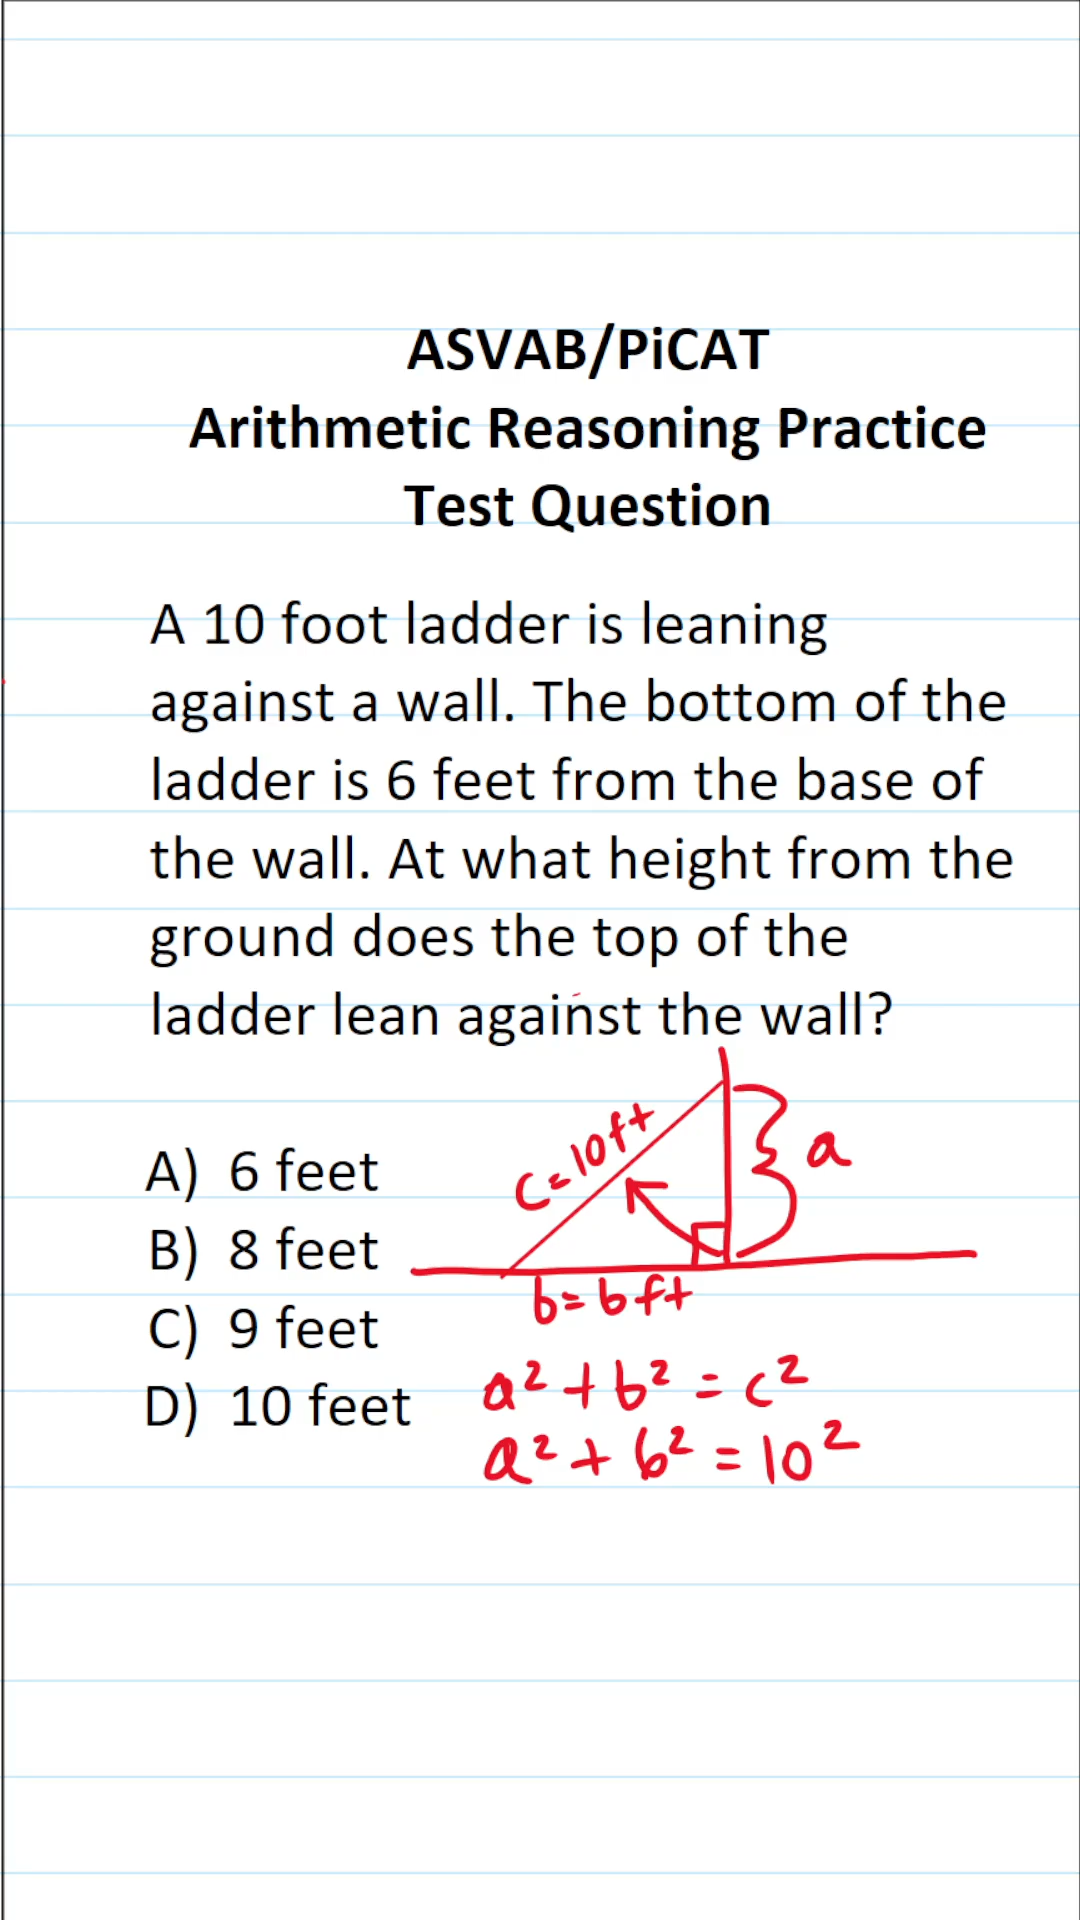 ASVAB/PiCAT
Arithmetic Reasoning Practice
Test Question
A 10 foot ladder is leaning
against a wall. The bottom of the
ladder is 6 feet from the base of
the wall. At what height from the
ground does the top of the
ladder lean against the wall?
A) 6 feet
B) 8 feet
C) 9 feet
D) 10 feet
c = 10ft
a
b = 6 ft
a² + b² = c²
a² + 6² = 10²